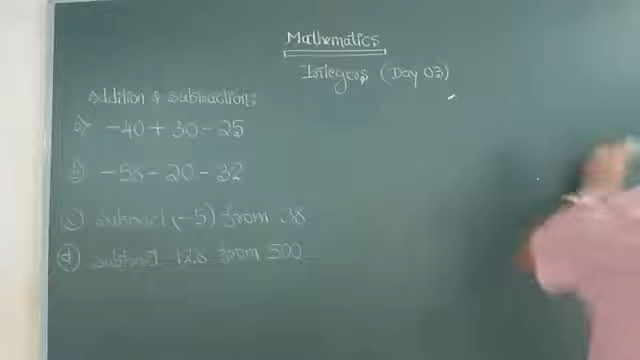 Mathematics
Integers (Day 03)
Addition & Subtraction:
a) -40 + 30 - 25
b) -58 - 20 - 32
c) subtract (-5) from 38
d) subtract 128 from 500